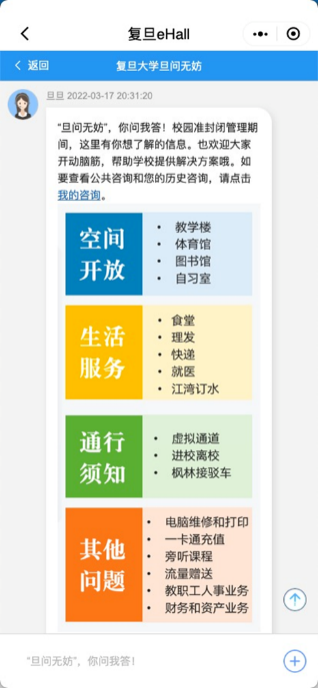 复旦eHall
返回
复旦大学旦问无妨
旦旦 2022-03-17 20:31:20
“旦问无妨”，你问我答！校园准封闭管理期
间，这里有你想了解的信息。也欢迎大家
开动脑筋，帮助学校提供解决方案哦。如
要查看公共咨询和您的历史咨询，请点击
我的咨询。
空间
开放
• 教学楼
• 体育馆
• 图书馆
• 自习室
生活
服务
• 食堂
• 理发
• 快递
• 就医
• 江湾订水
通行
须知
• 虚拟通道
• 进校离校
• 枫林接驳车
其他
问题
• 电脑维修和打印
• 一卡通充值
• 旁听课程
• 流量赠送
• 教职工人事业务
• 财务和资产业务
“旦问无妨”，你问我答！